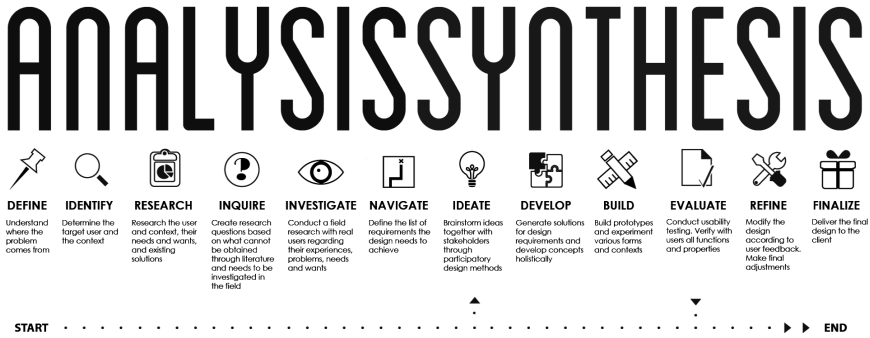 ANALYSISSYNTHESIS
DEFINE
Understand
where the
problem
comes from
IDENTIFY
Determine the
target user and
the context
RESEARCH
Research the user
and context, their
needs and wants,
and existing
solutions
INQUIRE
Create research
questions based
on what cannot
be obtained
through literature
and needs to be
investigated in
the field
INVESTIGATE
Conduct a field
research with real
users regarding
their experiences,
problems, needs
and wants
NAVIGATE
Define the list of
requirements the
design needs to
achieve
IDEATE
Brainstorm ideas
together with
stakeholders
through
participatory
design methods
DEVELOP
Generate solutions
for design
requirements and
develop concepts
holistically
BUILD
Build prototypes
and experiment
various forms
and contexts
EVALUATE
Conduct usability
testing. Verify with
users all functions
and properties
REFINE
Modify the
design
according to
user feedback.
Make final
adjustments
FINALIZE
Deliver the final
design to the
client
START
END